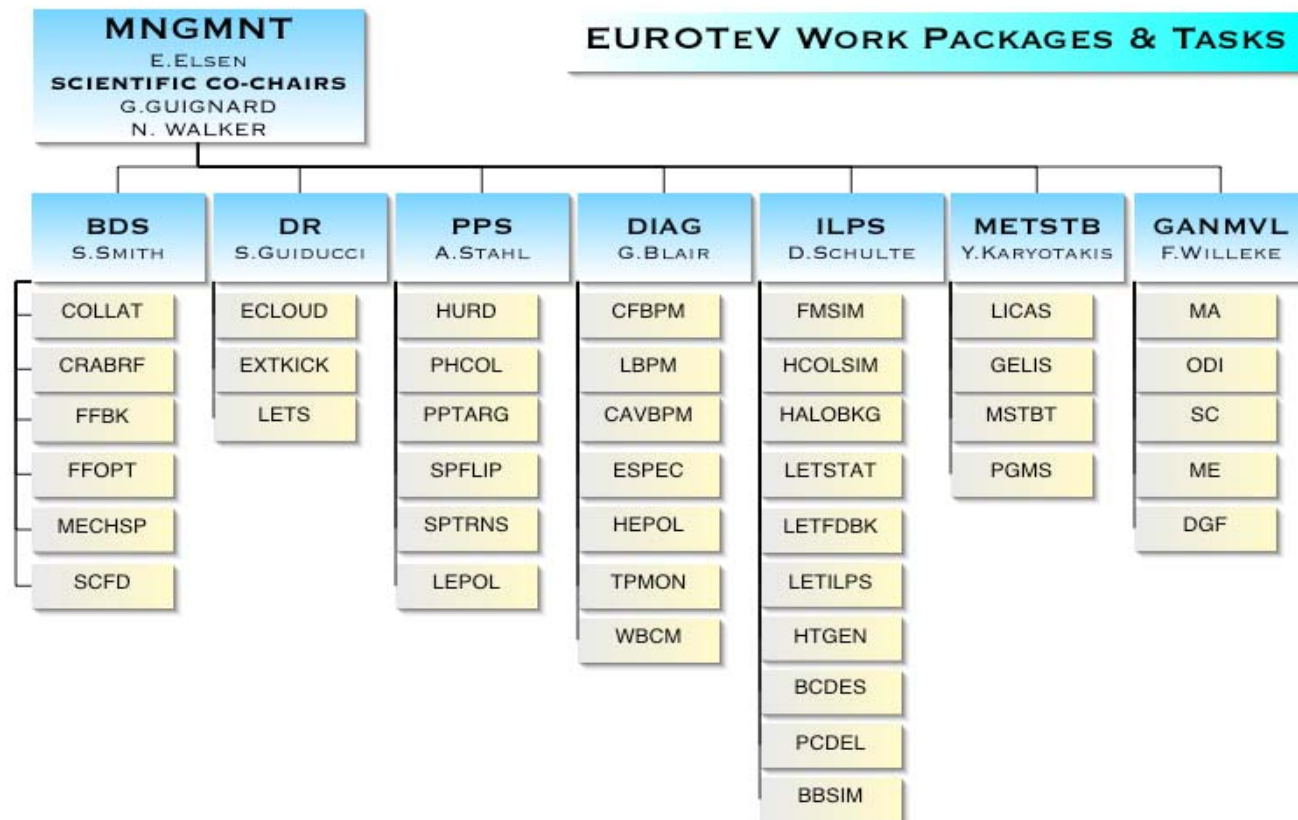 MNGMNT
E.ELSEN
SCIENTIFIC CO-CHAIRS
G.GUIGNARD
N. WALKER
EUROTEV WORK PACKAGES & TASKS
BDS
S.SMITH
COLLAT
CRABRF
FFBK
FFOPT
MECHSP
SCFD
DR
S.GUIDUCCI
ECLOUD
EXTKICK
LETS
PPS
A.STAHL
HURD
PHCOL
PPTARG
SPFLIP
SPTRNS
LEPOL
DIAG
G.BLAIR
CFBPM
LBPM
CAVBPM
ESPEC
HEPOL
TPMON
WBCM
ILPS
D.SCHULTE
FMSIM
HCOLSIM
HALOBKG
LETSTAT
LETFDBK
LETILPS
HTGEN
BCDES
PCDEL
BBSIM
METSTB
Y.KARYOTAKIS
LICAS
GELIS
MSTBT
PGMS
GANMVL
F.WILLEKE
MA
ODI
SC
ME
DGF